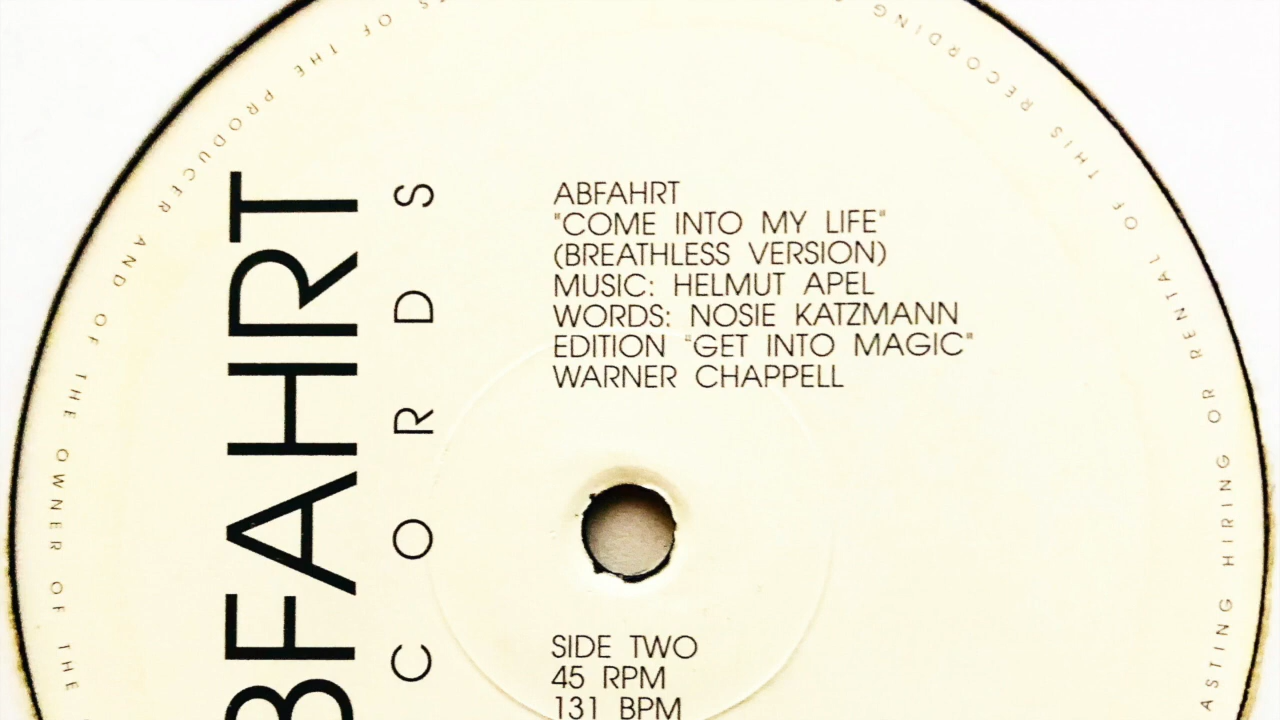 ABFAHRT
"COME INTO MY LIFE"
(BREATHLESS VERSION)
MUSIC: HELMUT APEL
WORDS: NOSIE KATZMANN
EDITION "GET INTO MAGIC"
WARNER CHAPPELL
SIDE TWO
45 RPM
131 BPM
BFAHRT
CORDS
OF THE PRODUCER AND OF THE OWNER OF THE
RECORDING
ASTING HIRING OR RENTAL OF THIS RECORDING